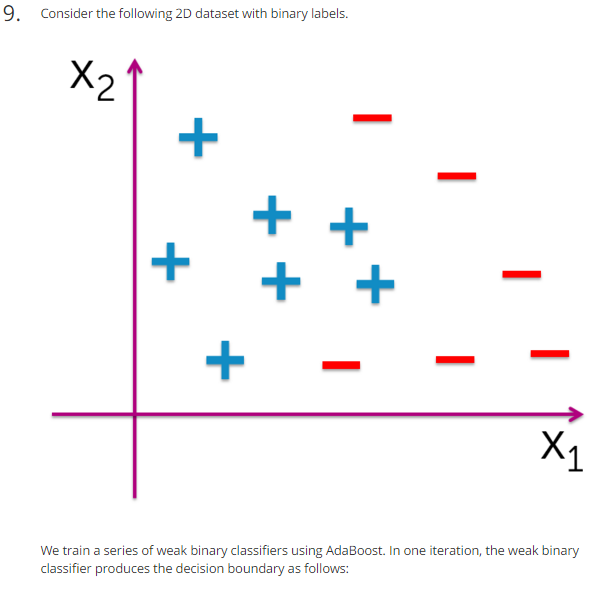 9. Consider the following 2D dataset with binary labels.
X2
X1
We train a series of weak binary classifiers using AdaBoost. In one iteration, the weak binary
classifier produces the decision boundary as follows: